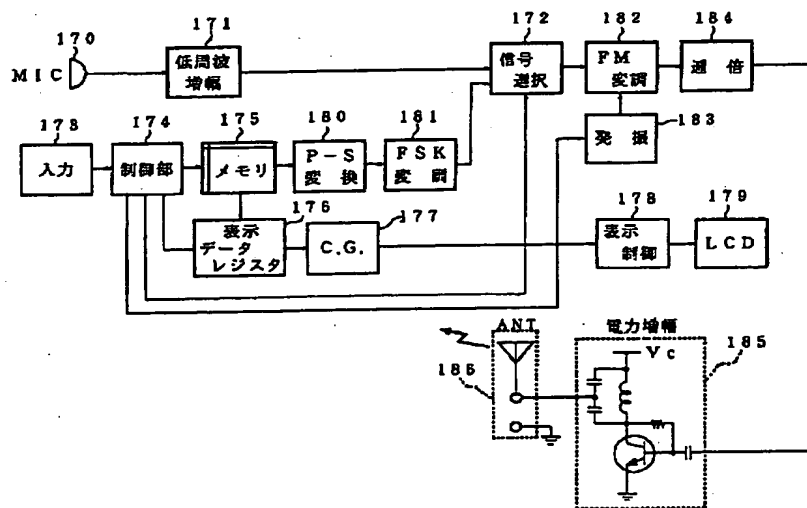 170
171
172
182
184
MIC
低周波
増幅
信号
選択
FM
変調
逓倍
173
174
175
180
181
183
入力
制御部
メモリ
P-S
変換
FSK
変調
発振
176
177
178
179
表示
データ
レジスタ
C.G.
表示
制御
LCD
ANT
電力増幅
186
Vc
185